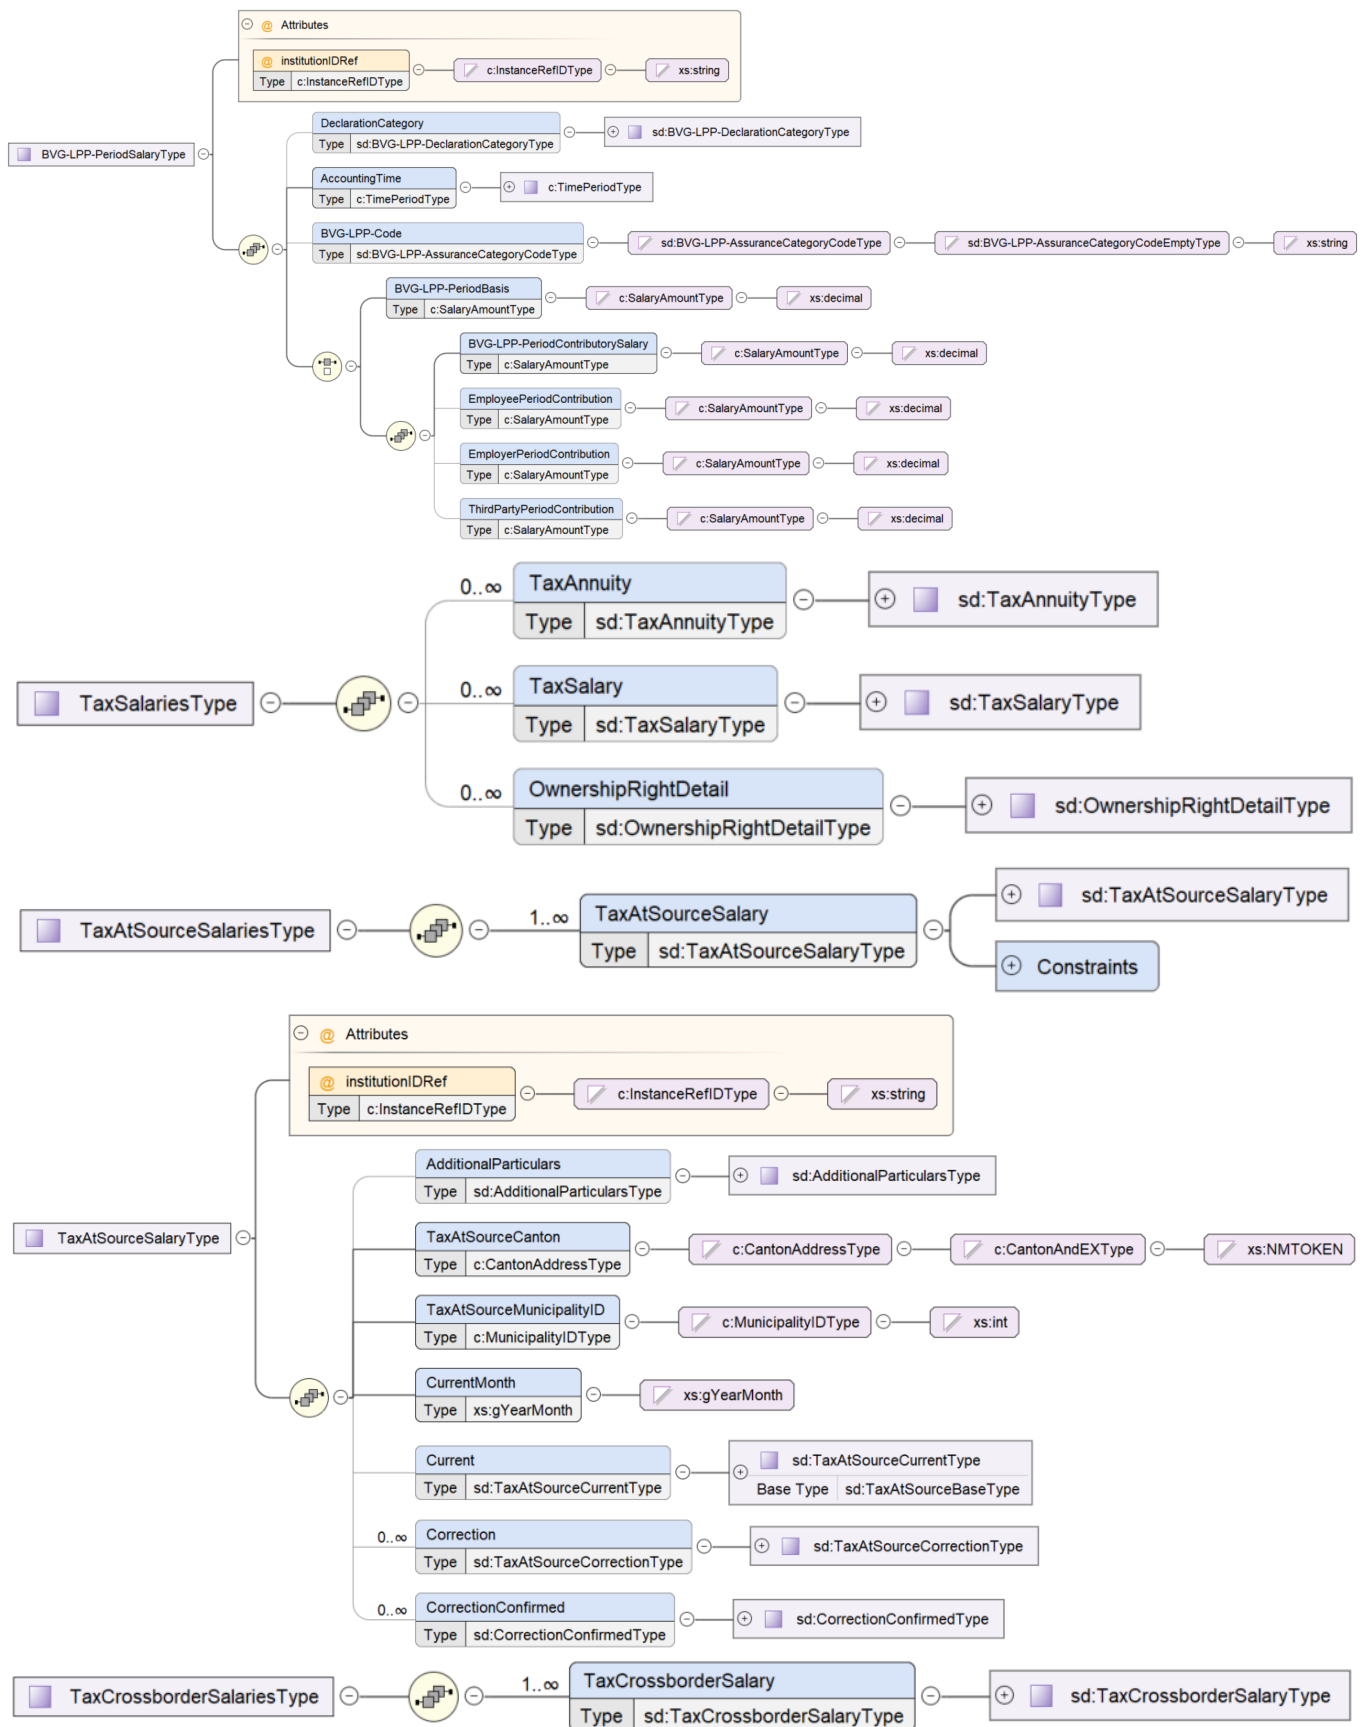 @ Attributes
@ institutionIDRef
Type c:InstanceRefIDType
c:InstanceRefIDType
xs:string
BVG-LPP-PeriodSalaryType
DeclarationCategory
Type sd:BVG-LPP-DeclarationCategoryType
sd:BVG-LPP-DeclarationCategoryType
AccountingTime
Type c:TimePeriodType
c:TimePeriodType
BVG-LPP-Code
Type sd:BVG-LPP-AssuranceCategoryCodeType
sd:BVG-LPP-AssuranceCategoryCodeType
sd:BVG-LPP-AssuranceCategoryCodeEmptyType
xs:string
BVG-LPP-PeriodBasis
Type c:SalaryAmountType
c:SalaryAmountType
xs:decimal
BVG-LPP-PeriodContributorySalary
Type c:SalaryAmountType
c:SalaryAmountType
xs:decimal
EmployeePeriodContribution
Type c:SalaryAmountType
c:SalaryAmountType
xs:decimal
EmployerPeriodContribution
Type c:SalaryAmountType
c:SalaryAmountType
xs:decimal
ThirdPartyPeriodContribution
Type c:SalaryAmountType
c:SalaryAmountType
xs:decimal
TaxSalariesType
0..∞
TaxAnnuity
Type sd:TaxAnnuityType
sd:TaxAnnuityType
0..∞
TaxSalary
Type sd:TaxSalaryType
sd:TaxSalaryType
0..∞
OwnershipRightDetail
Type sd:OwnershipRightDetailType
sd:OwnershipRightDetailType
TaxAtSourceSalariesType
1..∞
TaxAtSourceSalary
Type sd:TaxAtSourceSalaryType
sd:TaxAtSourceSalaryType
Constraints
@ Attributes
@ institutionIDRef
Type c:InstanceRefIDType
c:InstanceRefIDType
xs:string
TaxAtSourceSalaryType
AdditionalParticulars
Type sd:AdditionalParticularsType
sd:AdditionalParticularsType
TaxAtSourceCanton
Type c:CantonAddressType
c:CantonAddressType
c:CantonAndEXType
xs:NMTOKEN
TaxAtSourceMunicipalityID
Type c:MunicipalityIDType
c:MunicipalityIDType
xs:int
CurrentMonth
Type xs:gYearMonth
xs:gYearMonth
Current
Type sd:TaxAtSourceCurrentType
sd:TaxAtSourceCurrentType
Base Type sd:TaxAtSourceBaseType
0..∞
Correction
Type sd:TaxAtSourceCorrectionType
sd:TaxAtSourceCorrectionType
0..∞
CorrectionConfirmed
Type sd:CorrectionConfirmedType
sd:CorrectionConfirmedType
TaxCrossborderSalariesType
1..∞
TaxCrossborderSalary
Type sd:TaxCrossborderSalaryType
sd:TaxCrossborderSalaryType